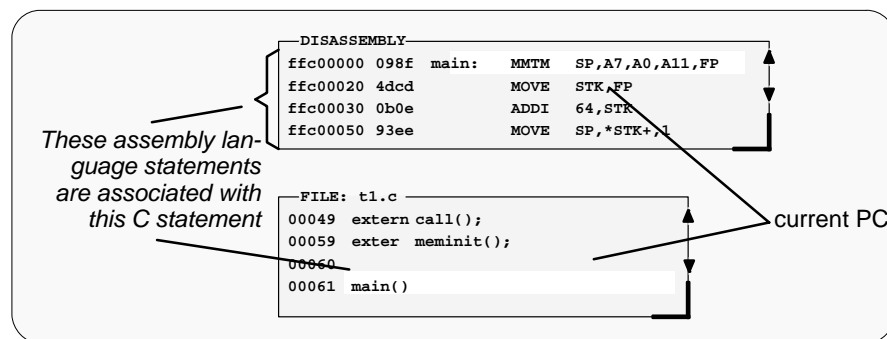 DISASSEMBLY
ffc00000 098f main: MMTM SP,A7,A0,A11,FP
ffc00020 4dcd MOVE STK,FP
ffc00030 0b0e ADDI 64,STK
ffc00050 93ee MOVE SP,*STK+,1
These assembly lan-
guage statements
are associated with
this C statement
FILE: t1.c
00049 extern call();
00059 exter meminit();
00060
00061 main()
current PC